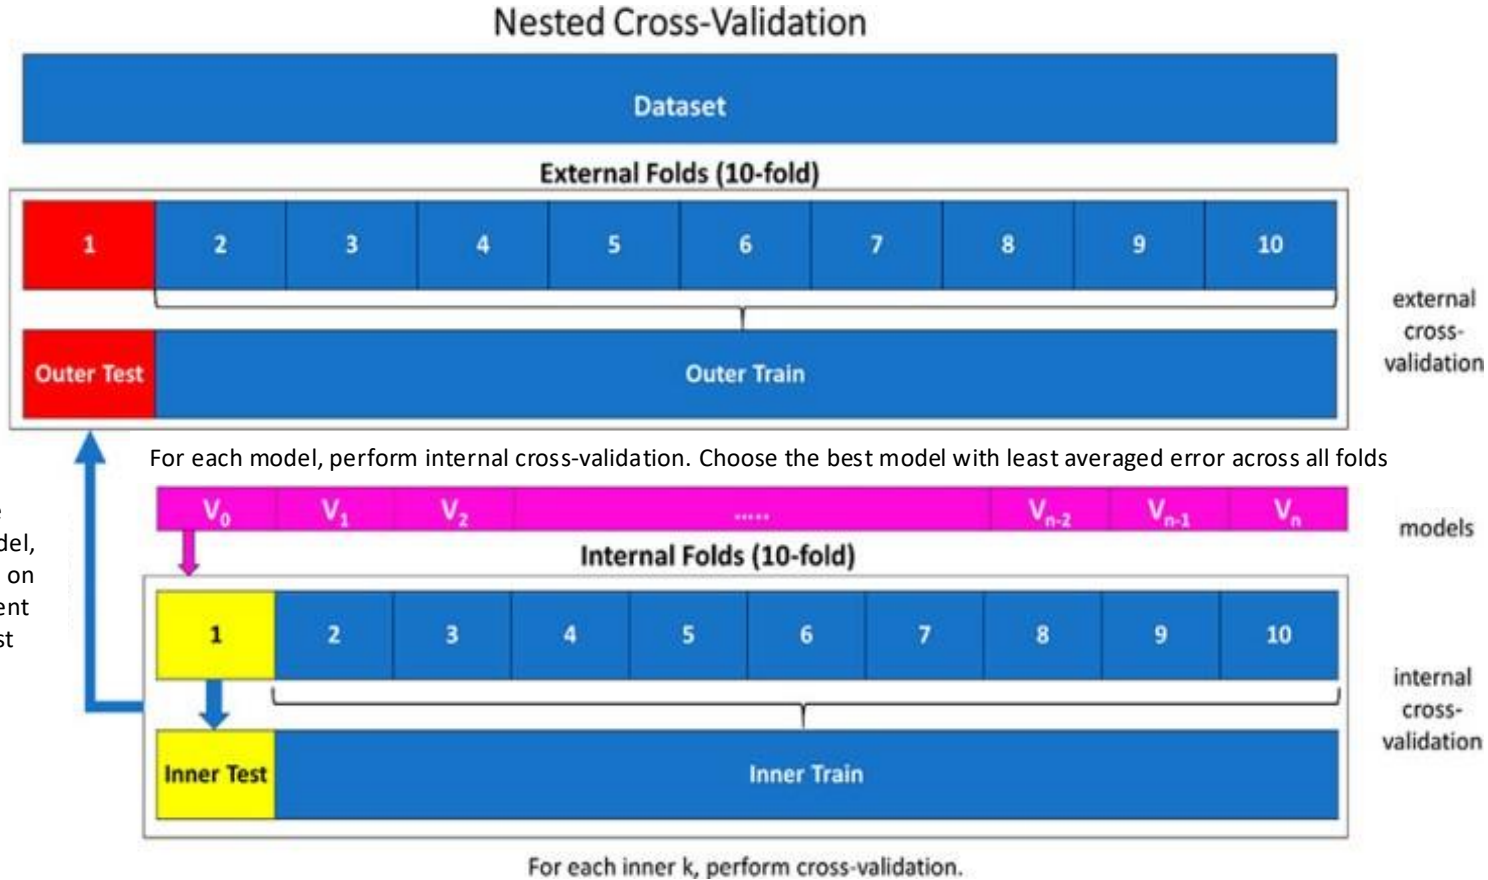 Nested Cross-Validation
Dataset
External Folds (10-fold)
1 2 3 4 5 6 7 8 9 10
external
cross-
validation
Outer Test Outer Train
For each model, perform internal cross-validation. Choose the best model with least averaged error across all folds
V0 V1 V2 ..... Vn-2 Vn-1 Vn
models
on
st
Internal Folds (10-fold)
1 2 3 4 5 6 7 8 9 10
internal
cross-
validation
Inner Test Inner Train
For each inner k, perform cross-validation.